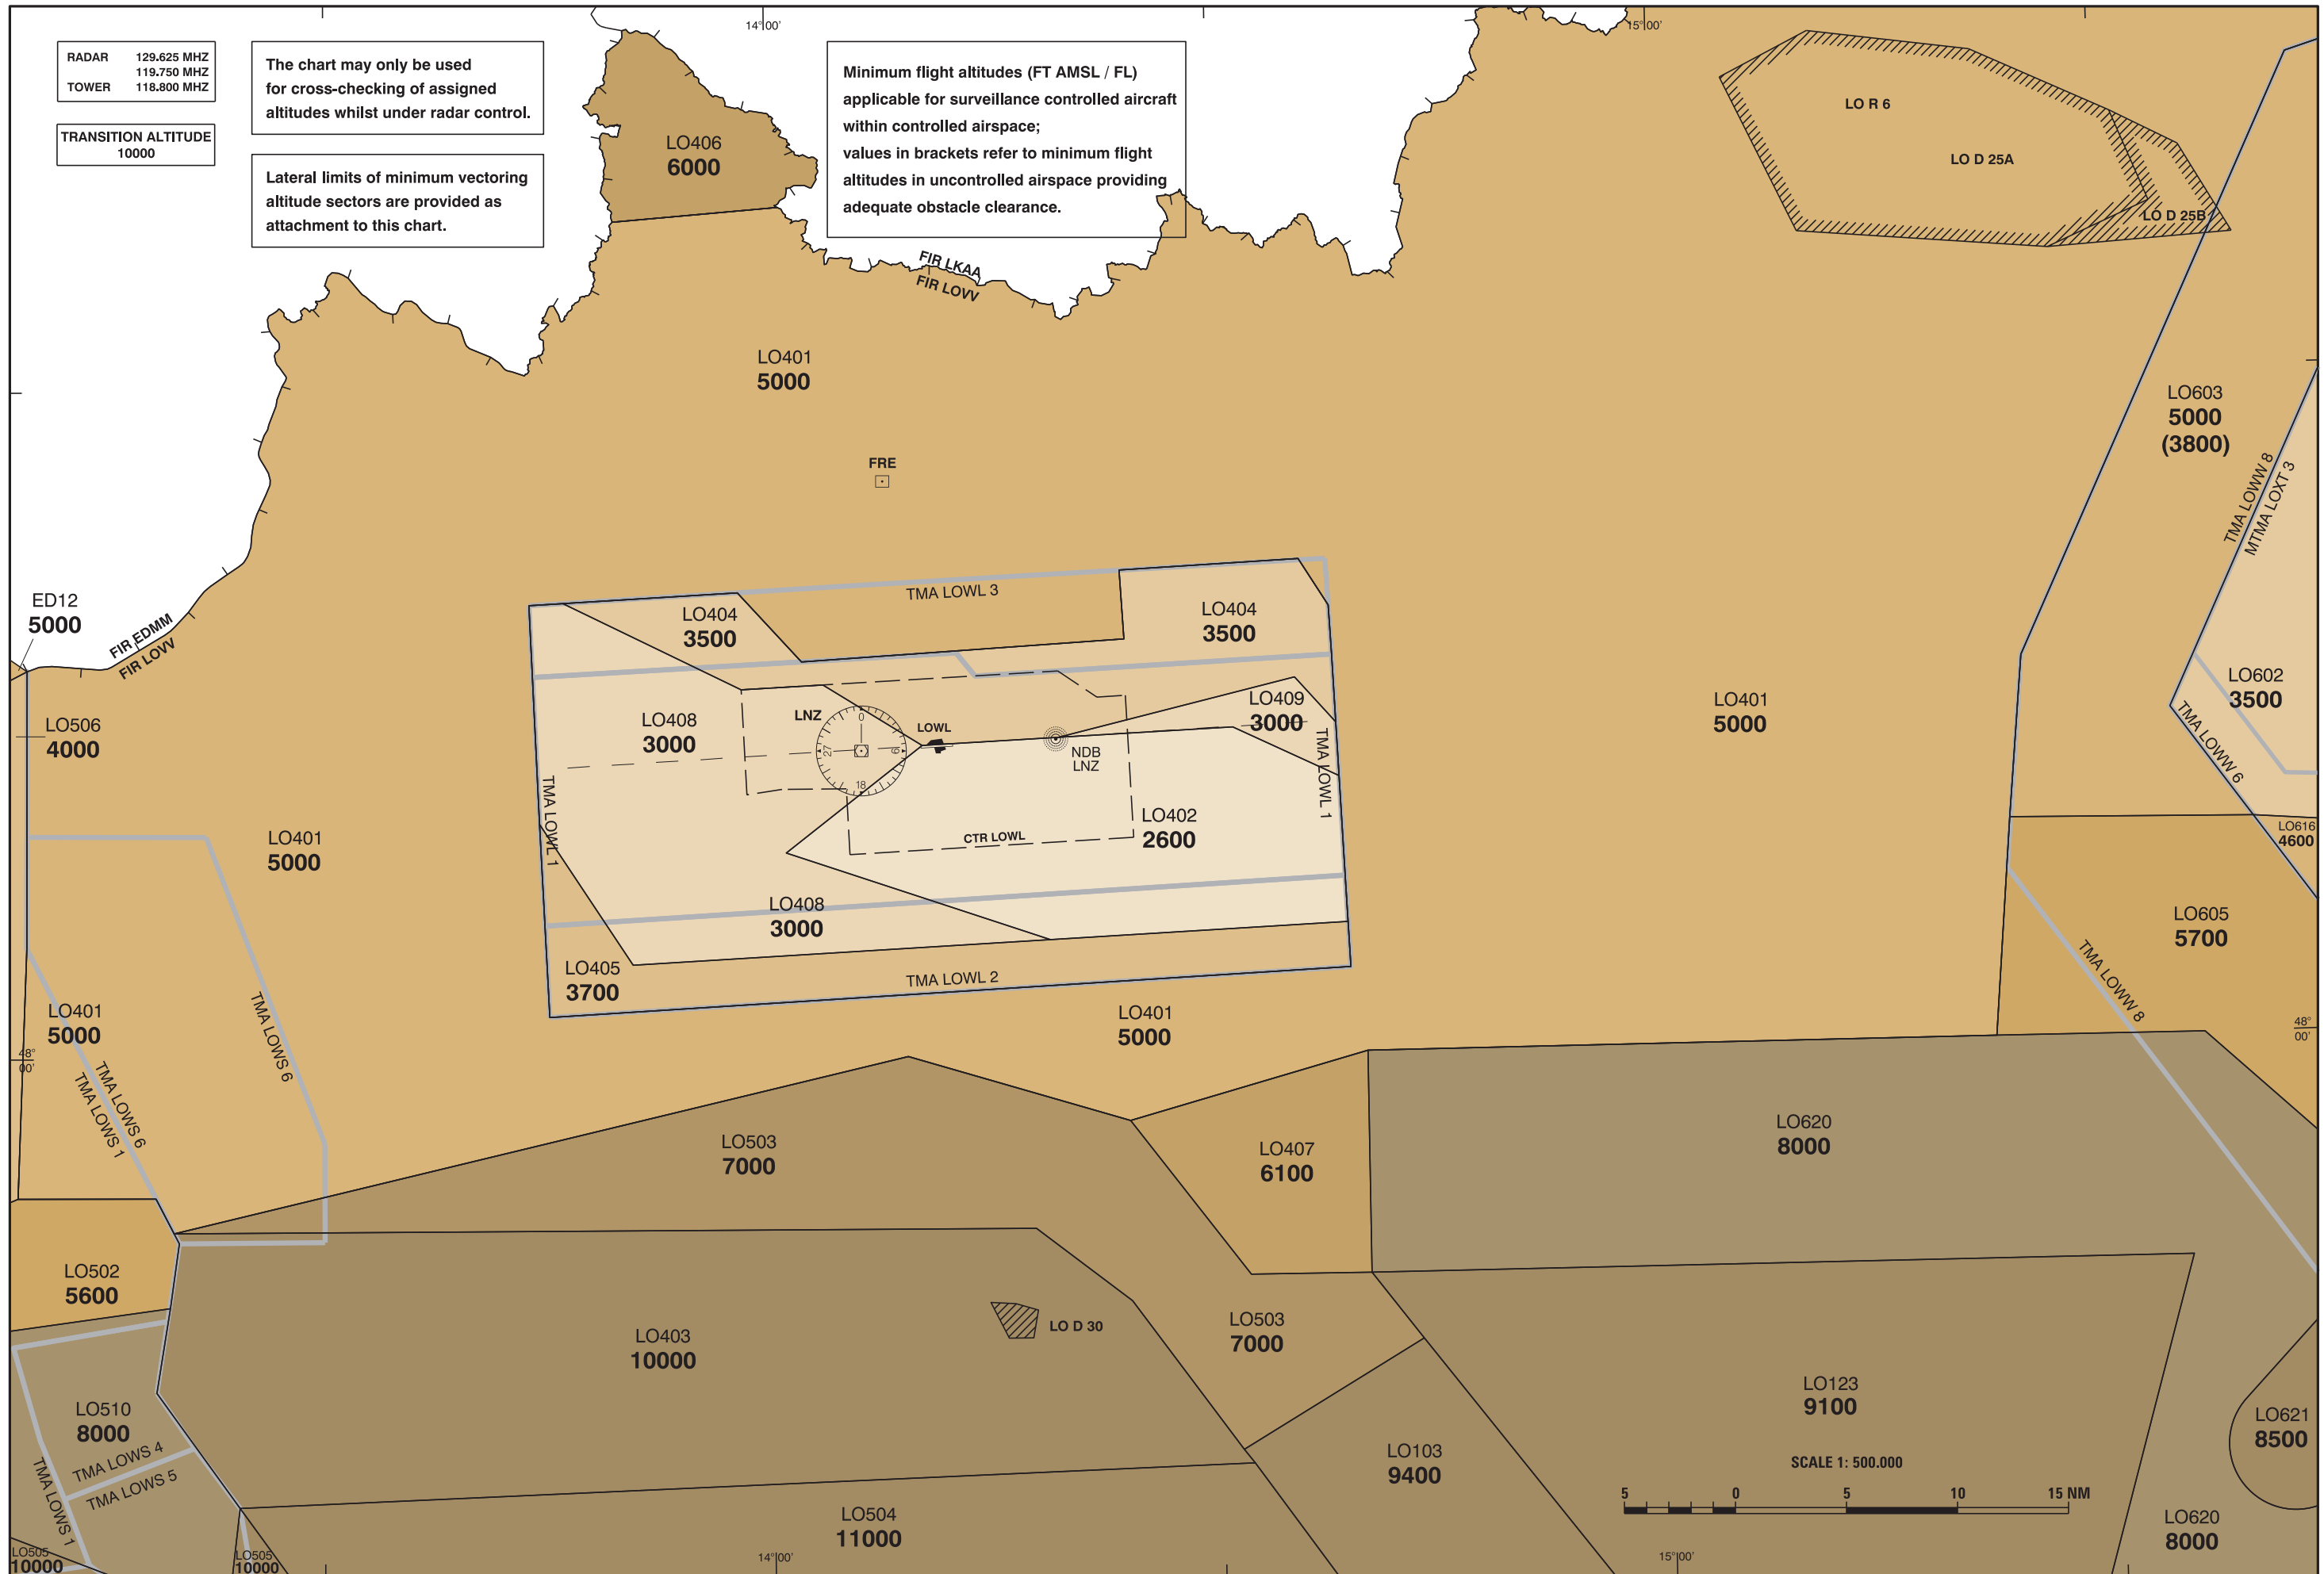 14°00'
15°00'
RADAR 129.625 MHZ
119.750 MHZ
TOWER 118.800 MHZ
TRANSITION ALTITUDE
10000
The chart may only be used
for cross-checking of assigned
altitudes whilst under radar control.
Lateral limits of minimum vectoring
altitude sectors are provided as
attachment to this chart.
Minimum flight altitudes (FT AMSL / FL)
applicable for surveillance controlled aircraft
within controlled airspace;
values in brackets refer to minimum flight
altitudes in uncontrolled airspace providing
adequate obstacle clearance.
LO406
6000
LO R 6
LO D 25A
LO D 25B
FIR LKAA
FIR LOVV
LO401
5000
LO603
5000
(3800)
FRE
TMA LOWW 8
MTMA LOXT 3
ED12
5000
FIR EDMM
FIR LOVV
TMA LOWL 3
LO404
3500
LO404
3500
LO602
3500
LO506
4000
LO408
3000
LNZ
0
6
18
27
LOWL
NDB
LNZ
LO409
3000
TMA LOWL 1
LO401
5000
TMA LOWW 6
TMA LOWL 1
LO402
2600
CTR LOWL
LO616
4600
LO401
5000
LO408
3000
LO605
5700
LO405
3700
TMA LOWL 2
TMA LOWW 8
LO401
5000
TMA LOWS 6
LO401
5000
48°
00'
48°
00'
TMA LOWS 6
TMA LOWS 1
LO503
7000
LO407
6100
LO620
8000
LO502
5600
LO403
10000
LO D 30
LO503
7000
LO510
8000
TMA LOWS 4
TMA LOWS 5
TMA LOWS 1
LO123
9100
LO621
8500
LO103
9400
SCALE 1: 500.000
5 0 5 10 15 NM
LO504
11000
LO620
8000
LO505
10000
LO505
10000
14°00'
15°00'